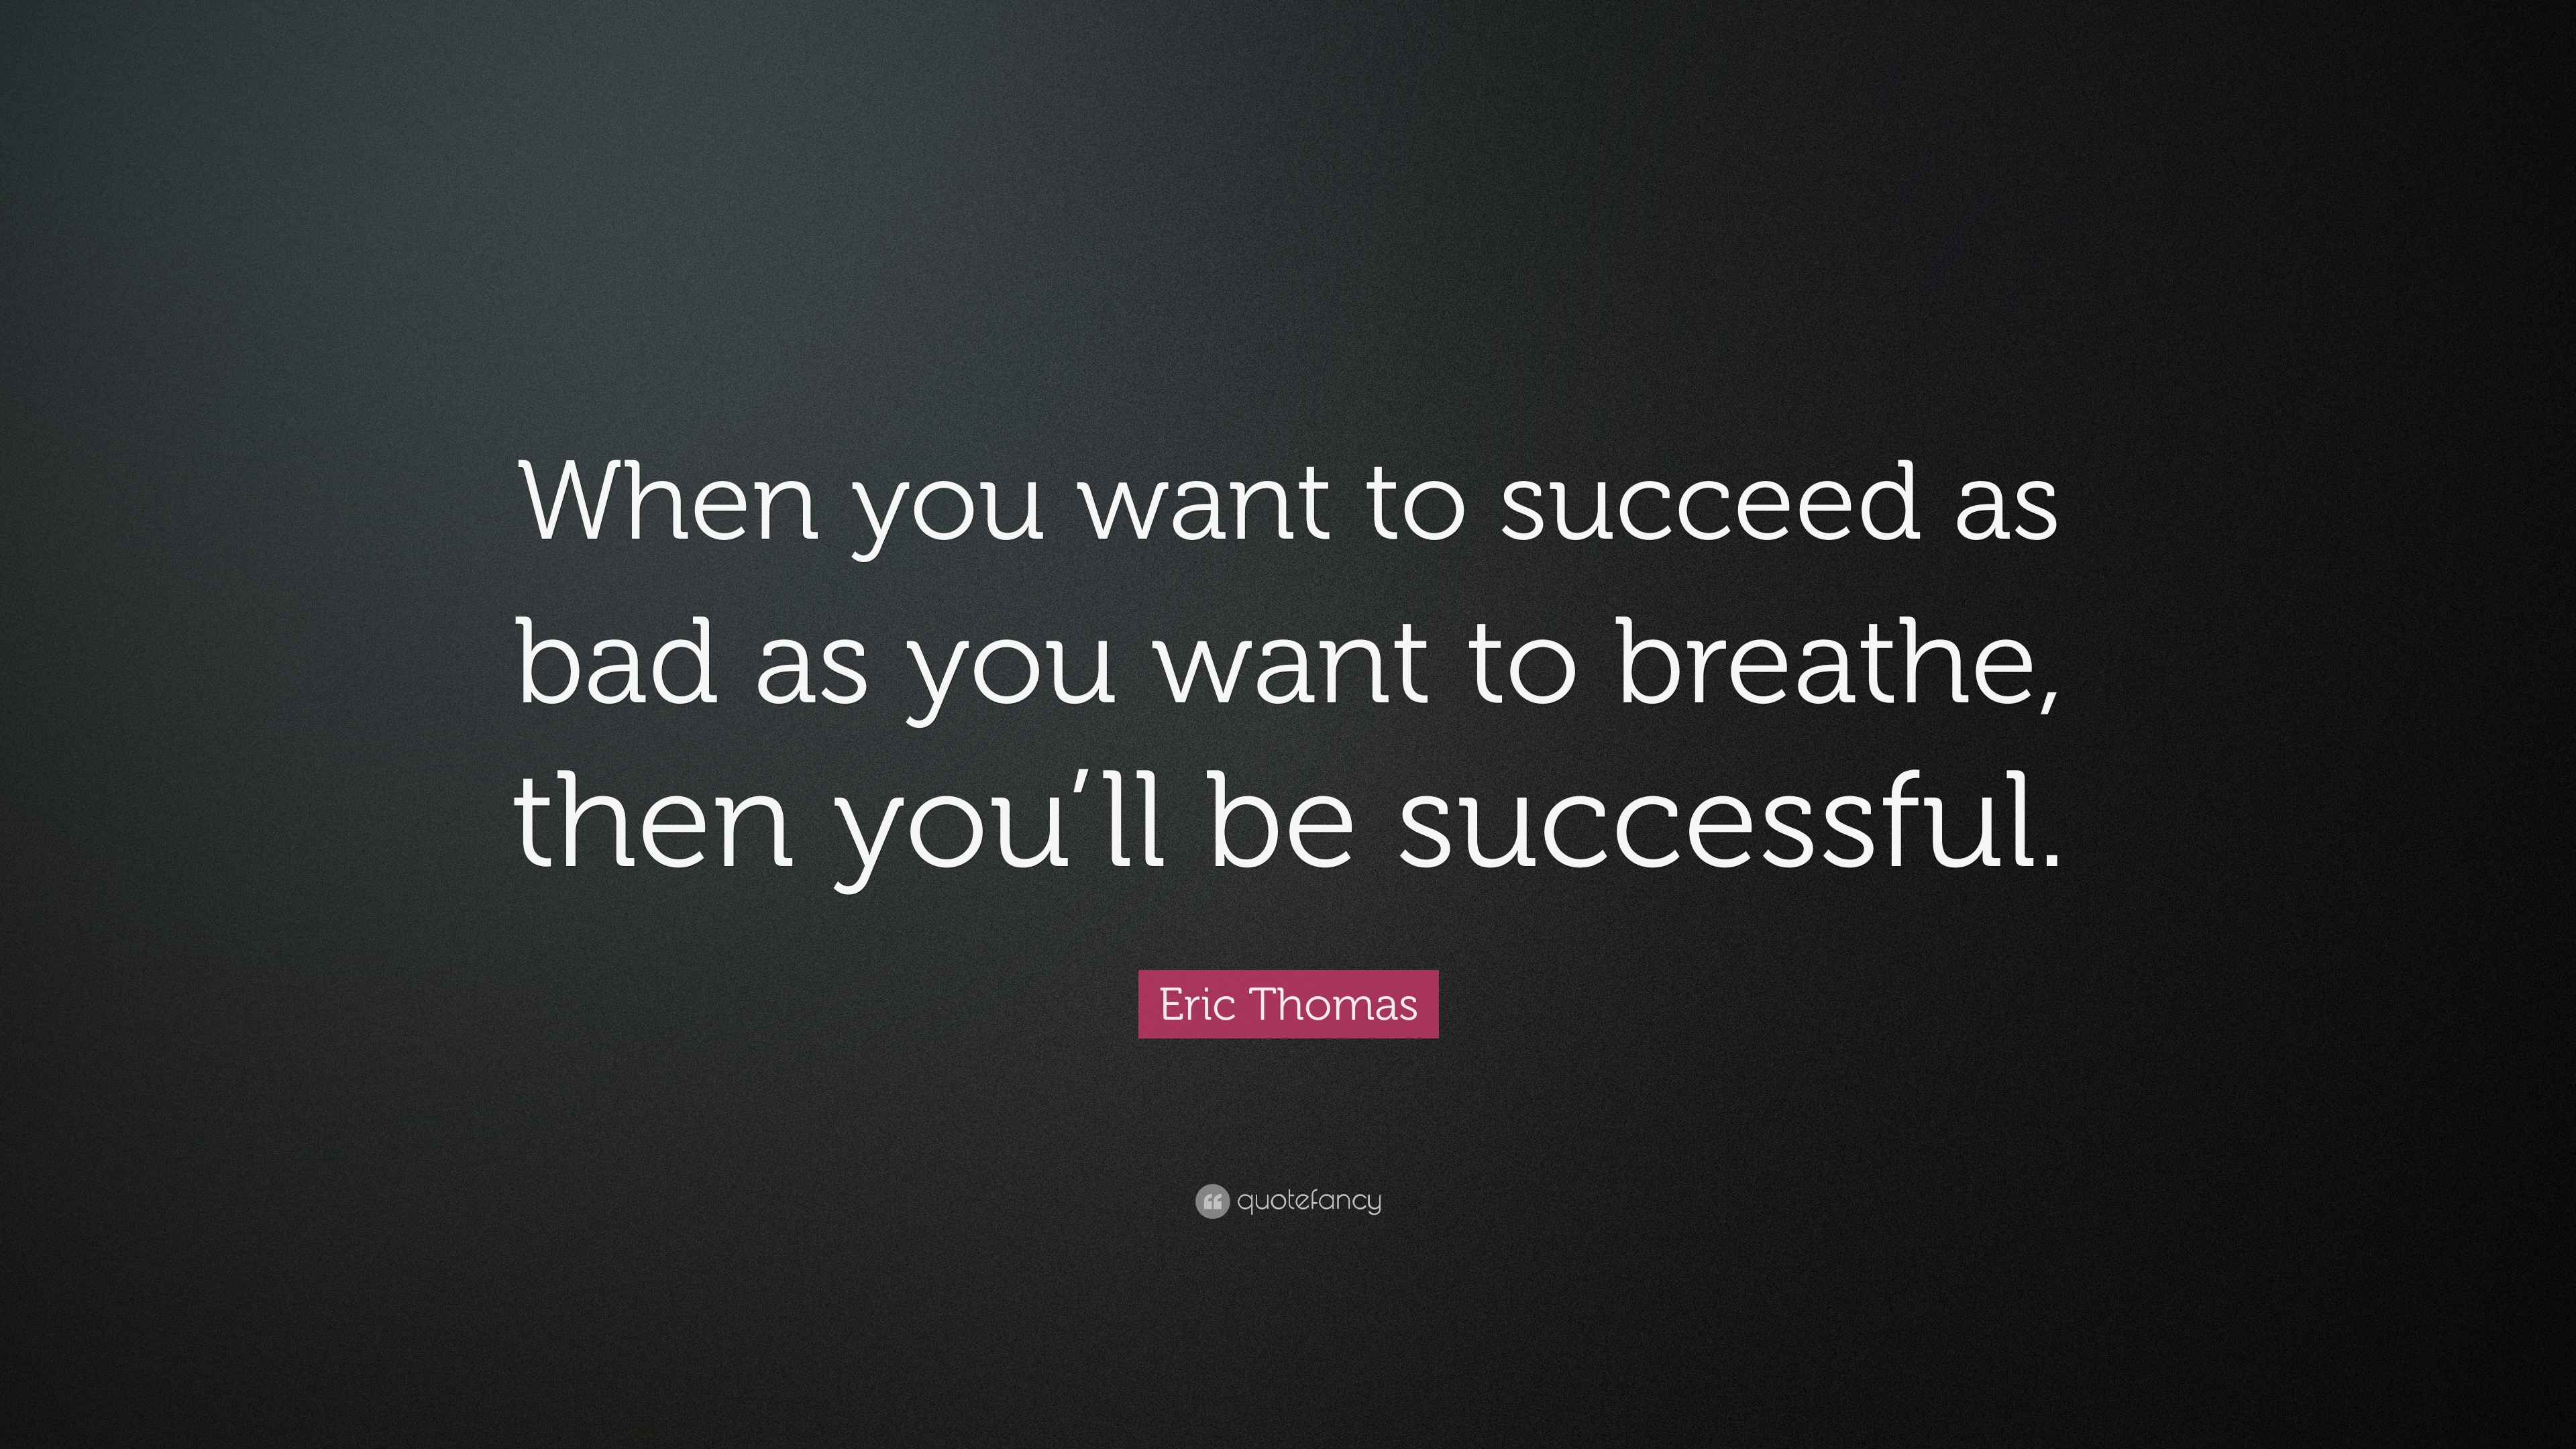 When you want to succeed as
bad as you want to breathe,
then you’ll be successful.
Eric Thomas
quotefancy